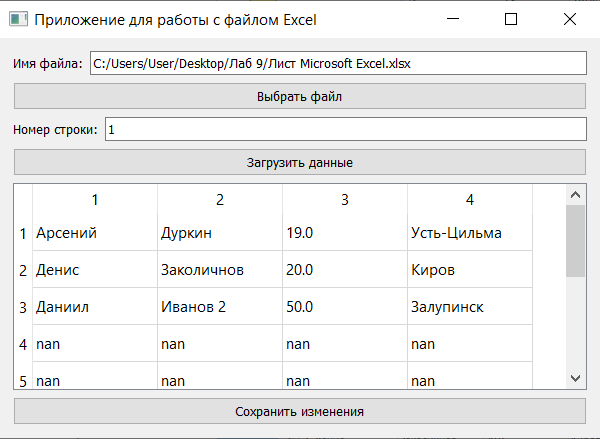 Приложение для работы с файлом Excel
Имя файла: C:/Users/User/Desktop/Лаб 9/Лист Microsoft Excel.xlsx
Выбрать файл
Номер строки: 1
Загрузить данные
1 2 3 4
1 Арсений Дуркин 19.0 Усть-Цильма
2 Денис Заколичнов 20.0 Киров
3 Даниил Иванов 2 50.0 Залупинск
4 nan nan nan nan
5 nan nan nan nan
Сохранить изменения